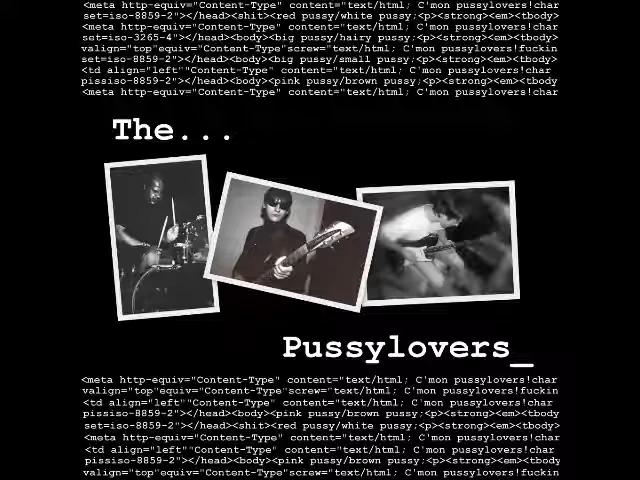 <meta http-equiv="Content-Type" content="text/html; C'mon pussylovers!char
set=iso-8859-2"></head><shit><red pussy/white pussy;<p><strong><em><tbody>
<meta http-equiv="Content-Type" content="text/html; C'mon pussylovers!char
set=iso-3265-4"></head><body><big pussy/hairy pussy;<p><strong><em><tbody>
valign="top"equiv="Content-Type"screw="text/html; C'mon pussylovers!fuckin
set=iso-8859-2"></head><body><big pussy/small pussy;<p><strong><em><tbody>
<td align="left""Content-Type" content="text/html; C'mon pussylovers!char
pissiso-8859-2"></head><body><pink pussy/brown pussy;<p><strong><em><tbody
<meta http-equiv="Content-Type" content="text/html; C'mon pussylovers!char
The...
Pussylovers_
<meta http-equiv="Content-Type" content="text/html; C'mon pussylovers!char
valign="top"equiv="Content-Type"screw="text/html; C'mon pussylovers!fuckin
<td align="left""Content-Type" content="text/html; C'mon pussylovers!char
pissiso-8859-2"></head><body><pink pussy/brown pussy;<p><strong><em><tbody
set=iso-8859-2"></head><shit><red pussy/white pussy;<p><strong><em><tbody>
<meta http-equiv="Content-Type" content="text/html; C'mon pussylovers!char
<td align="left""Content-Type" content="text/html; C'mon pussylovers!char
pissiso-8859-2"></head><body><pink pussy/brown pussy;<p><strong><em><tbody
valign="top"equiv="Content-Type"screw="text/html; C'mon pussylovers!fuckin